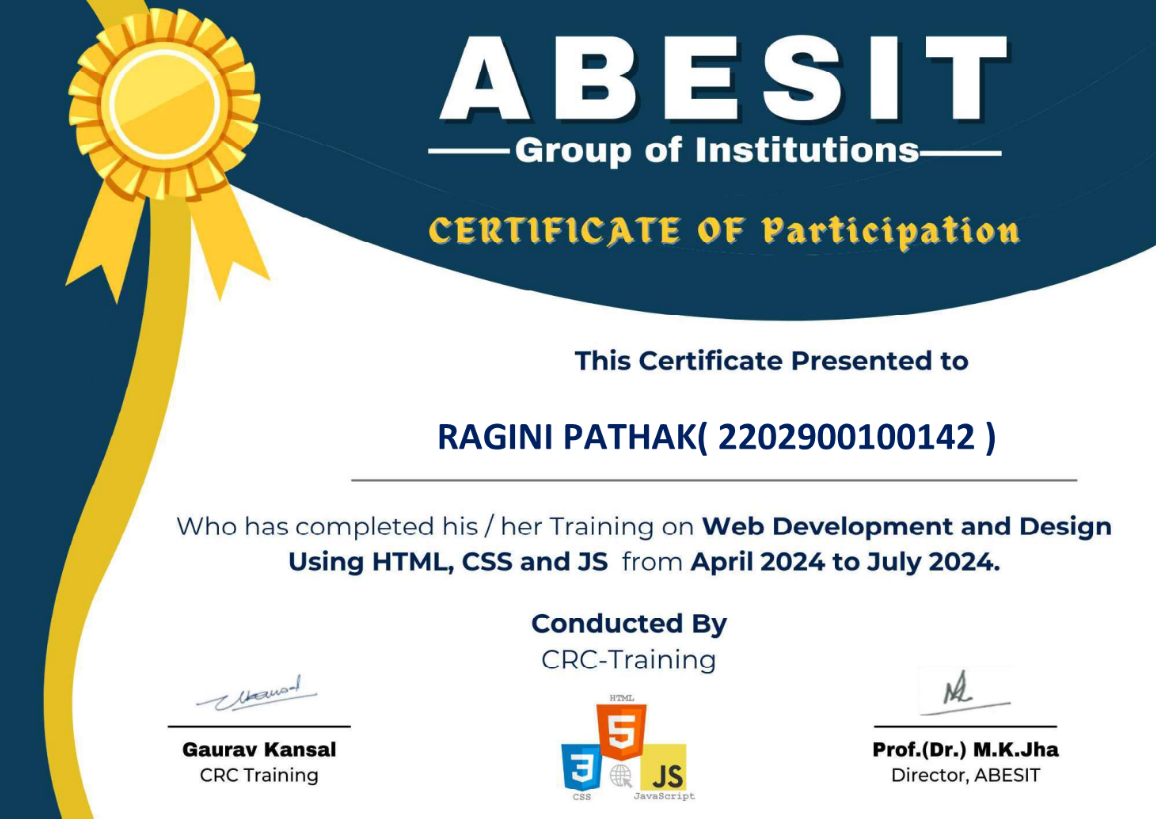 ABESIT
Group of Institutions
CERTIFICATE OF Participation
This Certificate Presented to
RAGINI PATHAK( 2202900100142 )
Who has completed his / her Training on Web Development and Design
Using HTML, CSS and JS from April 2024 to July 2024.
Conducted By
CRC-Training
Gaurav Kansal
CRC Training
HTML
5
3
JS
CSS
JavaScript
Prof.(Dr.) M.K.Jha
Director, ABESIT